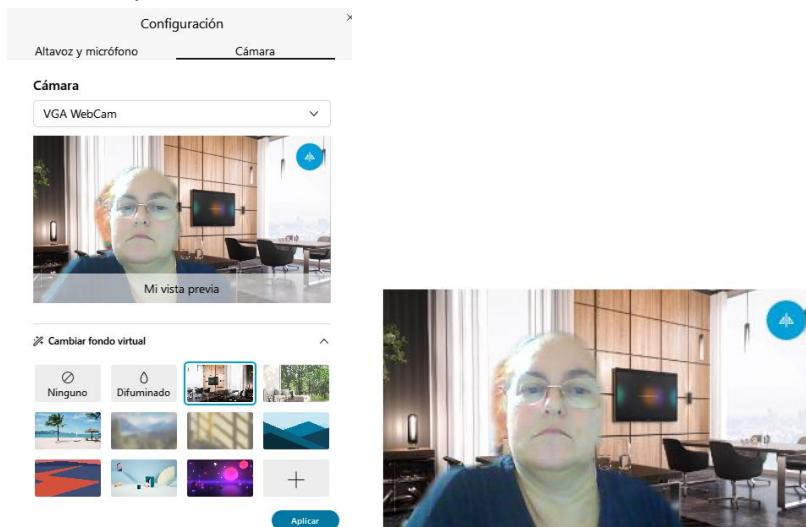 Configuración
×
Altavoz y micrófono Cámara
Cámara
VGA WebCam
Mi vista previa
Cambiar fondo virtual
Ninguno Difuminado
+
Aplicar